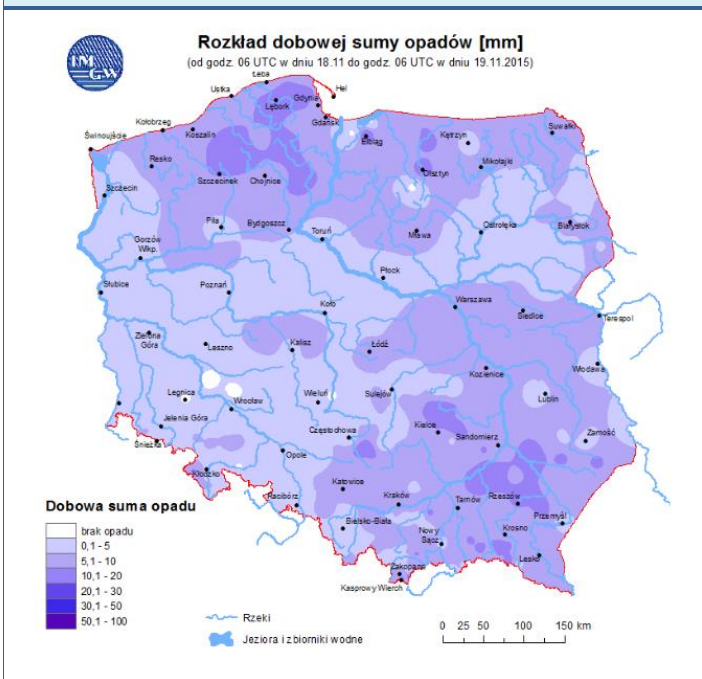 Rozkład dobowej sumy opadów [mm]
(od godz. 06 UTC w dniu 18.11 do godz. 06 UTC w dniu 19.11.2015)
IM
GW
Łeba
Ustka
Hel
Gdynia
Lębork
Gdańsk
Kołobrzeg
Koszalin
Świnoujście
Elbląg
Kętrzyn
Suwałki
Resko
Mikołajki
Olsztyn
Szczecinek
Chojnice
Szczecin
Piła
Bydgoszcz
Toruń
Mława
Ostrołęka
Białystok
Gorzów
Wlkp.
Płock
Słubice
Poznań
Koło
Warszawa
Siedlce
Terespol
Zielona
Góra
Leszno
Kalisz
Łódź
Kozienice
Włodawa
Legnica
Wrocław
Wieluń
Sulejów
Lublin
Jelenia Góra
Częstochowa
Kielce
Sandomierz
Zamość
Śnieżka
Opole
Kłodzko
Katowice
Racibórz
Kraków
Tarnów
Rzeszów
Przemyśl
Bielsko-Biała
Nowy
Sącz
Krosno
Lesko
Zakopane
Kasprowy Wierch
Dobowa suma opadu
brak opadu
0,1 - 5
5,1 - 10
10,1 - 20
20,1 - 30
30,1 - 50
50,1 - 100
Rzeki
Jeziora i zbiorniki wodne
0 25 50 100 150 km